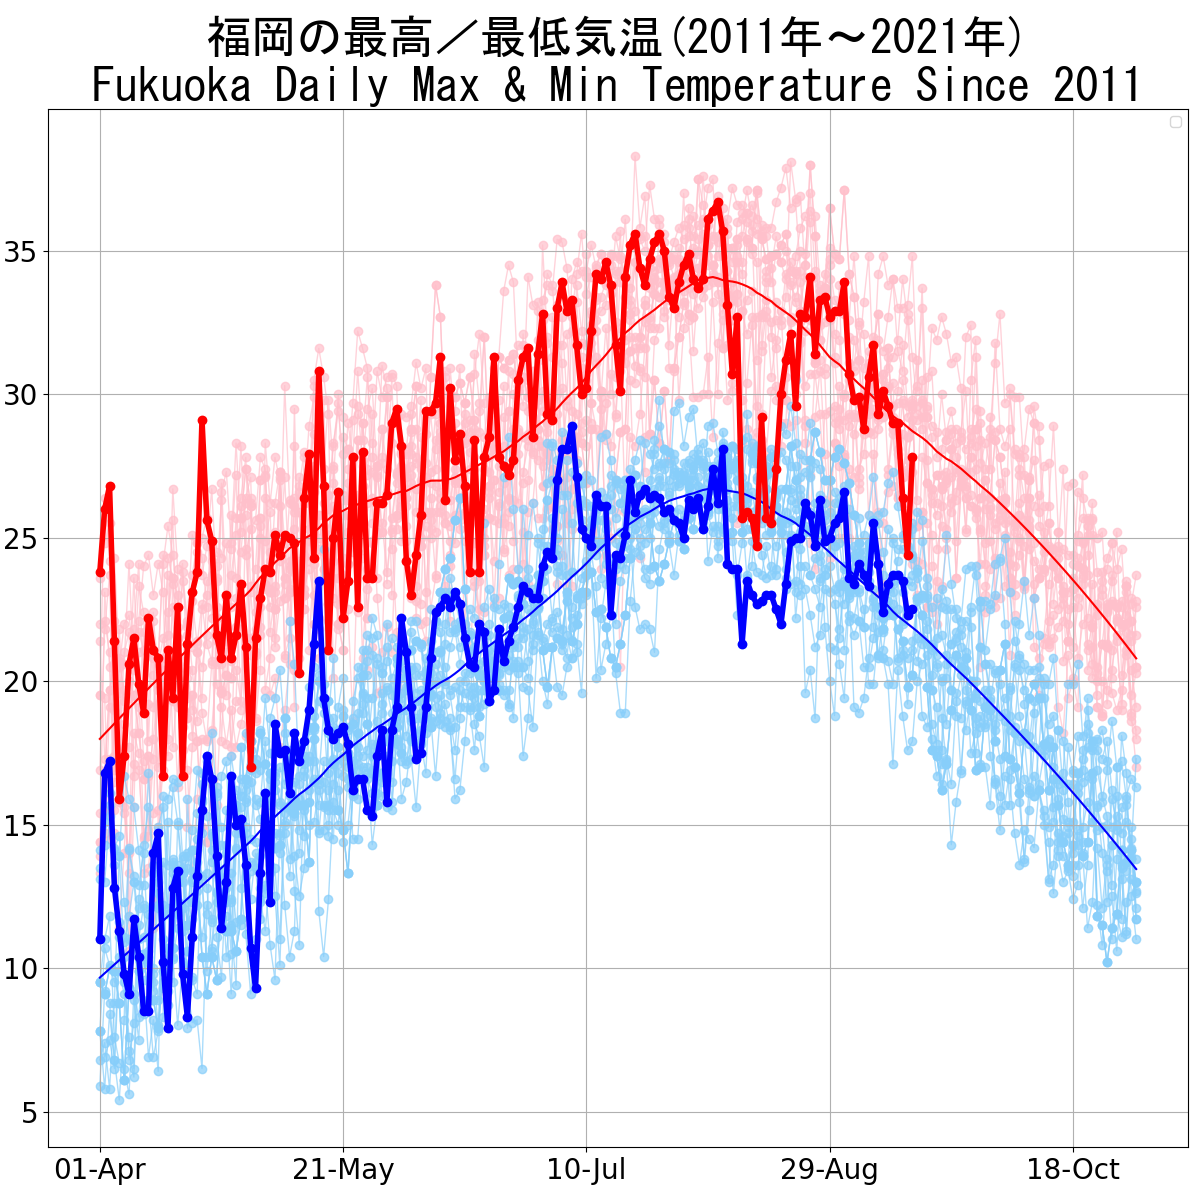 福岡の最高／最低気温(2011年～2021年)
Fukuoka Daily Max & Min Temperature Since 2011
35
30
25
20
15
10
5
01-Apr 21-May 10-Jul 29-Aug 18-Oct